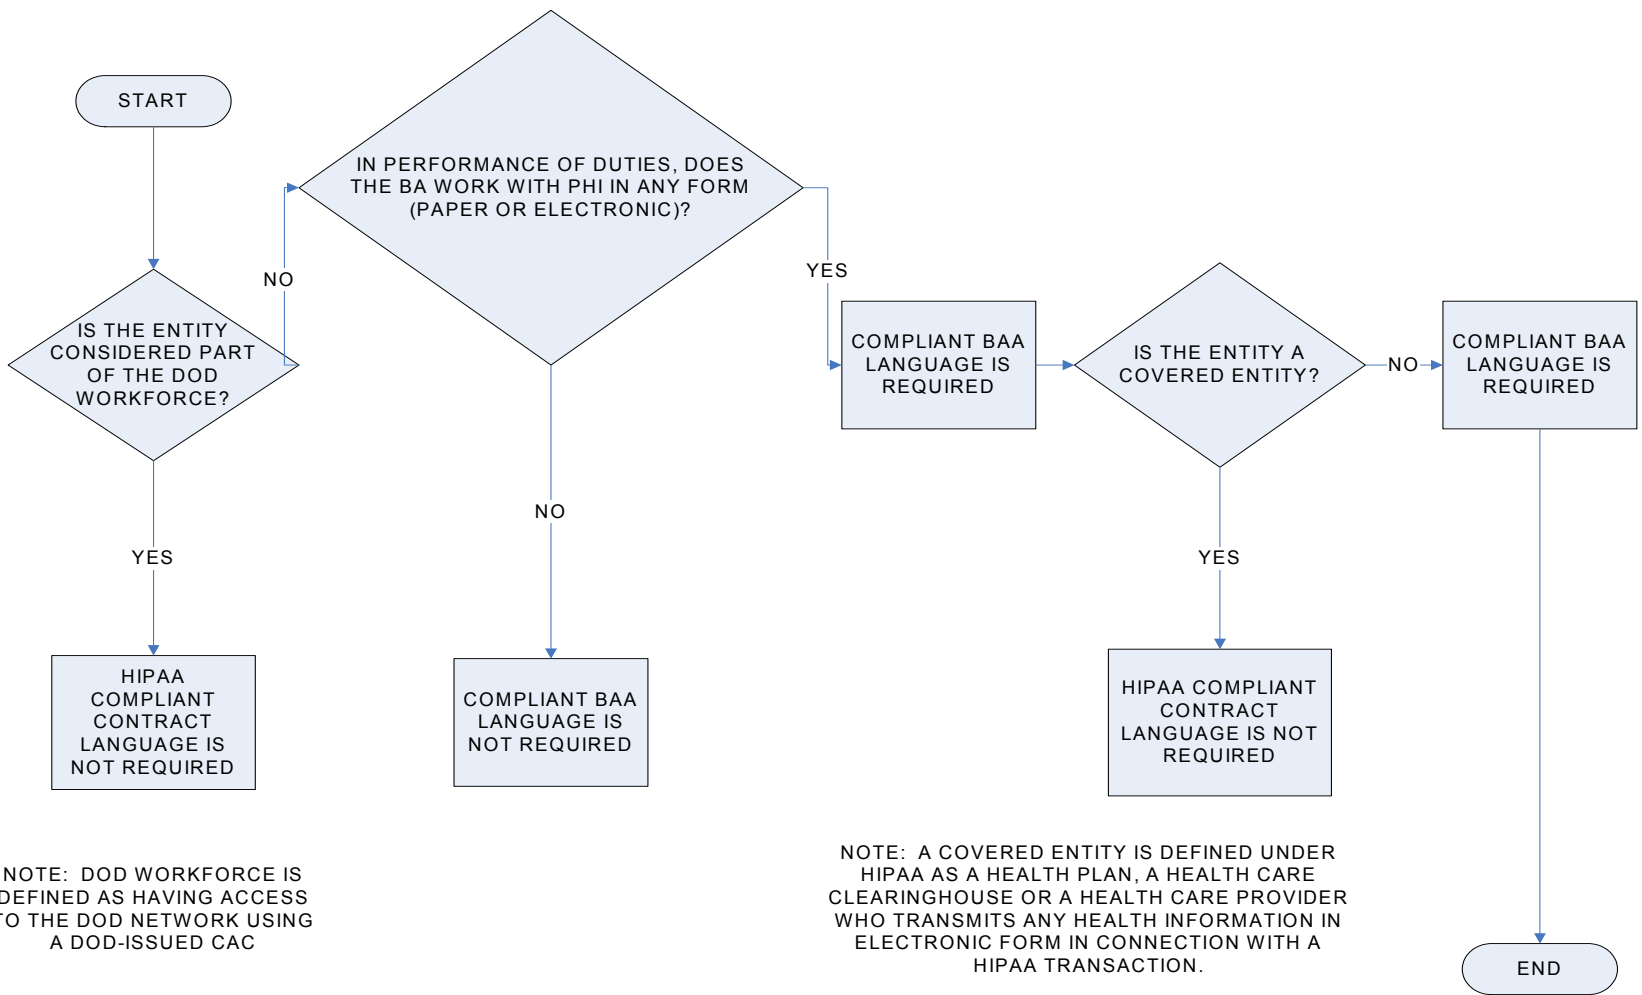 START
IN PERFORMANCE OF DUTIES, DOES
THE BA WORK WITH PHI IN ANY FORM
(PAPER OR ELECTRONIC)?
NO
YES
IS THE ENTITY
CONSIDERED PART
OF THE DOD
WORKFORCE?
COMPLIANT BAA
LANGUAGE IS
REQUIRED
IS THE ENTITY A
COVERED ENTITY?
NO
COMPLIANT BAA
LANGUAGE IS
REQUIRED
NO
YES
YES
HIPAA
COMPLIANT
CONTRACT
LANGUAGE IS
NOT REQUIRED
COMPLIANT BAA
LANGUAGE IS
NOT REQUIRED
HIPAA COMPLIANT
CONTRACT
LANGUAGE IS NOT
REQUIRED
NOTE: DOD WORKFORCE IS
DEFINED AS HAVING ACCESS
TO THE DOD NETWORK USING
A DOD-ISSUED CAC
NOTE: A COVERED ENTITY IS DEFINED UNDER
HIPAA AS A HEALTH PLAN, A HEALTH CARE
CLEARINGHOUSE OR A HEALTH CARE PROVIDER
WHO TRANSMITS ANY HEALTH INFORMATION IN
ELECTRONIC FORM IN CONNECTION WITH A
HIPAA TRANSACTION.
END